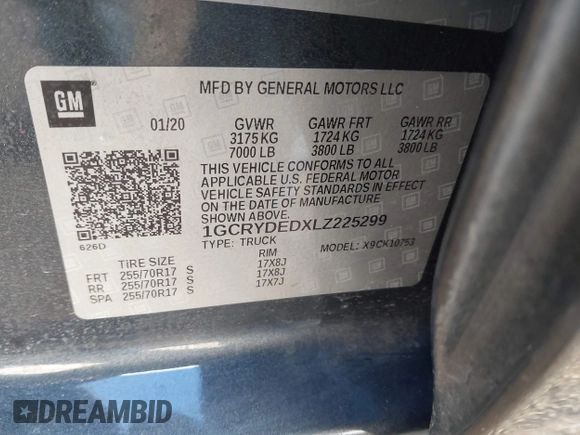 GM
MFD BY GENERAL MOTORS LLC
01/20 GVWR GAWR FRT GAWR RR
3175 KG 1724 KG 1724 KG
7000 LB 3800 LB 3800 LB
THIS VEHICLE CONFORMS TO ALL
APPLICABLE U.S. FEDERAL MOTOR
VEHICLE SAFETY STANDARDS IN EFFECT
ON THE DATE OF MANUFACTURE
SHOWN ABOVE.
1GCRYDEDXLZ225299
626D
TYPE: TRUCK MODEL: X9CK10753
TIRE SIZE RIM
FRT 255/70R17 S 17X8J
RR 255/70R17 S 17X8J
SPA 255/70R17 S 17X7J
DREAMBID